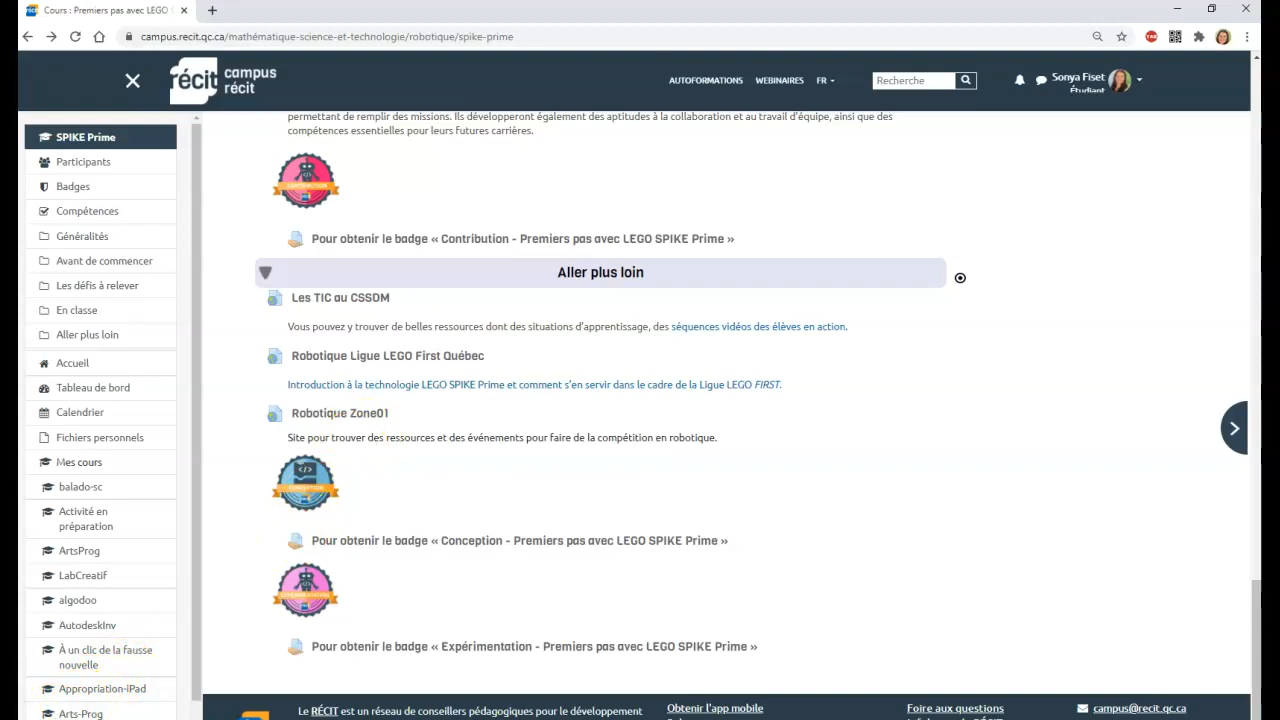 Cours : Premiers pas avec LEGO
campus.recit.qc.ca/mathématique-science-et-technologie/robotique/spike-prime
récit campus récit
AUTOFORMATIONS WEBINAIRES FR
Recherche
Sonya Fiset
Étudiant
SPIKE Prime
Participants
Badges
Compétences
Généralités
Avant de commencer
Les défis à relever
En classe
Aller plus loin
Accueil
Tableau de bord
Calendrier
Fichiers personnels
Mes cours
balado-sc
Activité en
préparation
ArtsProg
LabCreatif
algodoo
AutodeskInv
À un clic de la fausse
nouvelle
Appropriation-iPad
Arts-Prog
permettant de remplir des missions. Ils développeront également des aptitudes à la collaboration et au travail d'équipe, ainsi que des
compétences essentielles pour leurs futures carrières.
CONTRIBUTION
Pour obtenir le badge « Contribution - Premiers pas avec LEGO SPIKE Prime »
Aller plus loin
Les TIC au CSSDM
Vous pouvez y trouver de belles ressources dont des situations d'apprentissage, des séquences vidéos des élèves en action.
Robotique Ligue LEGO First Québec
Introduction à la technologie LEGO SPIKE Prime et comment s'en servir dans le cadre de la Ligue LEGO FIRST.
Robotique Zone01
Site pour trouver des ressources et des événements pour faire de la compétition en robotique.
CONCEPTION
Pour obtenir le badge « Conception - Premiers pas avec LEGO SPIKE Prime »
EXPÉRIMENTATION
Pour obtenir le badge « Expérimentation - Premiers pas avec LEGO SPIKE Prime »
Le RÉCIT est un réseau de conseillers pédagogiques pour le développement
Obtenir l'app mobile
Foire aux questions
campus@recit.qc.ca